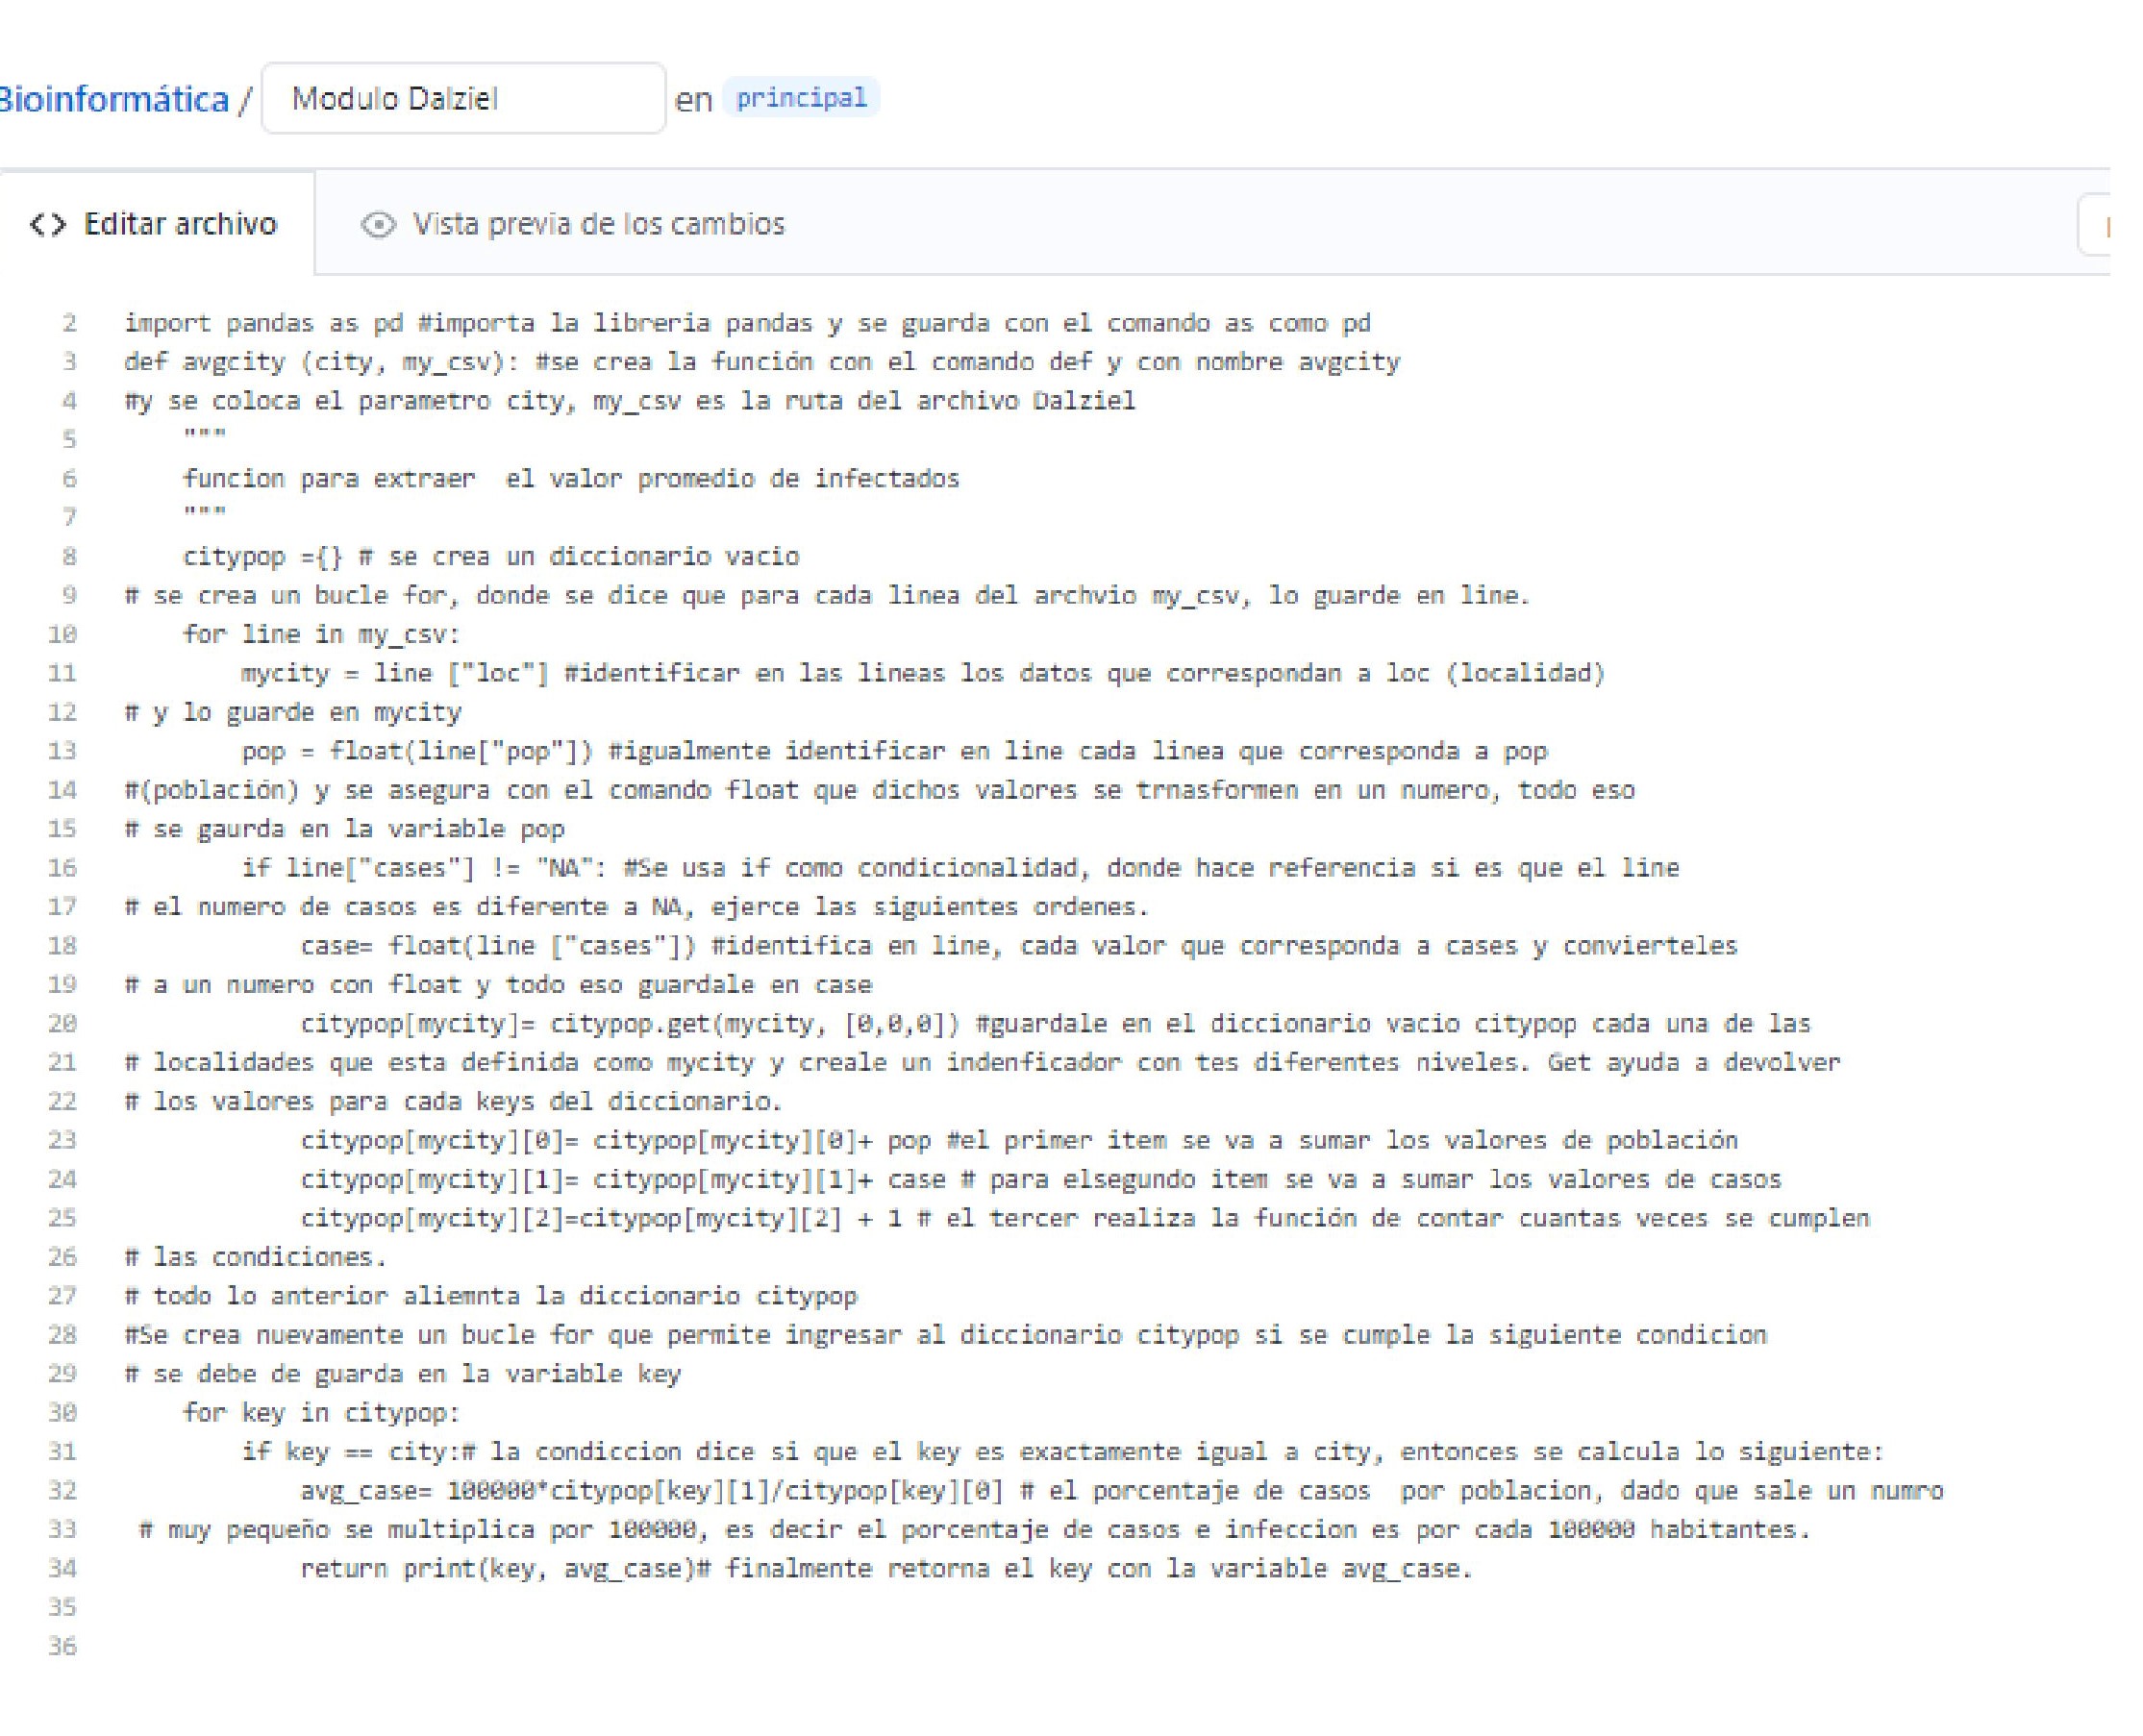 Bioinformática / Modulo Dalziel en principal
<> Editar archivo Vista previa de los cambios
2 import pandas as pd #importa la libreria pandas y se guarda con el comando as como pd
3 def avgcity (city, my_csv): #se crea la función con el comando def y con nombre avgcity
4 #y se coloca el parametro city, my_csv es la ruta del archivo Dalziel
5     """
6     funcion para extraer  el valor promedio de infectados
7     """
8     citypop ={} # se crea un diccionario vacio
9 # se crea un bucle for, donde se dice que para cada linea del archvio my_csv, lo guarde en line.
10     for line in my_csv:
11         mycity = line ["loc"] #identificar en las lineas los datos que correspondan a loc (localidad)
12 # y lo guarde en mycity
13         pop = float(line["pop"]) #igualmente identificar en line cada linea que corresponda a pop
14 #(población) y se asegura con el comando float que dichos valores se trnasformen en un numero, todo eso
15 # se gaurda en la variable pop
16         if line["cases"] != "NA": #Se usa if como condicionalidad, donde hace referencia si es que el line
17 # el numero de casos es diferente a NA, ejerce las siguientes ordenes.
18             case= float(line ["cases"]) #identifica en line, cada valor que corresponda a cases y convierteles
19 # a un numero con float y todo eso guardale en case
20             citypop[mycity]= citypop.get(mycity, [0,0,0]) #guardale en el diccionario vacio citypop cada una de las
21 # localidades que esta definida como mycity y creale un indenficador con tes diferentes niveles. Get ayuda a devolver
22 # los valores para cada keys del diccionario.
23             citypop[mycity][0]= citypop[mycity][0]+ pop #el primer item se va a sumar los valores de población
24             citypop[mycity][1]= citypop[mycity][1]+ case # para elsegundo item se va a sumar los valores de casos
25             citypop[mycity][2]=citypop[mycity][2] + 1 # el tercer realiza la función de contar cuantas veces se cumplen
26 # las condiciones.
27 # todo lo anterior aliemnta la diccionario citypop
28 #Se crea nuevamente un bucle for que permite ingresar al diccionario citypop si se cumple la siguiente condicion
29 # se debe de guarda en la variable key
30     for key in citypop:
31         if key == city:# la condiccion dice si que el key es exactamente igual a city, entonces se calcula lo siguiente:
32             avg_case= 100000*citypop[key][1]/citypop[key][0] # el porcentaje de casos  por poblacion, dado que sale un numro
33  # muy pequeño se multiplica por 100000, es decir el porcentaje de casos e infeccion es por cada 100000 habitantes.
34             return print(key, avg_case)# finalmente retorna el key con la variable avg_case.
35
36